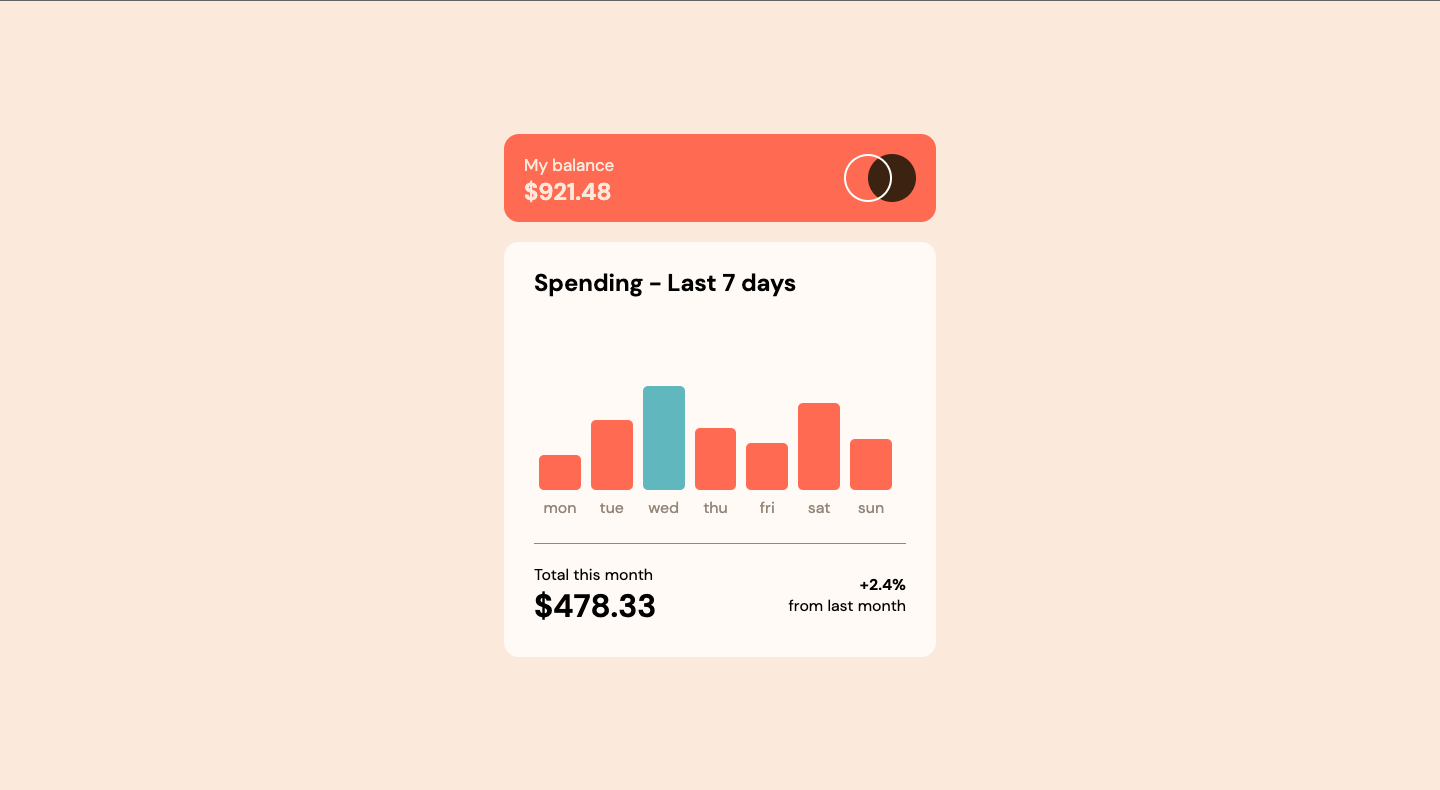 My balance
$921.48
Spending - Last 7 days
mon tue wed thu fri sat sun
Total this month
$478.33
+2.4%
from last month